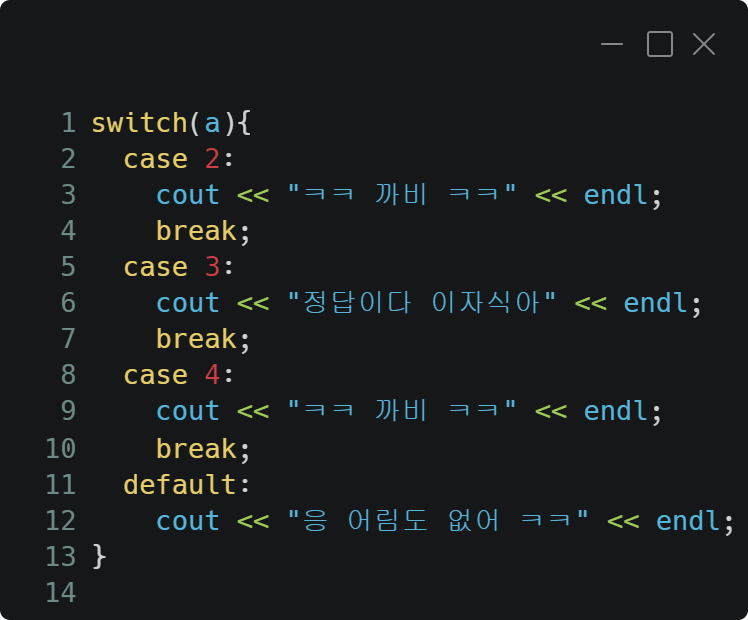 1 switch(a){
2   case 2:
3     cout << "ㅋㅋ 까비 ㅋㅋ" << endl;
4     break;
5   case 3:
6     cout << "정답이다 이자식아" << endl;
7     break;
8   case 4:
9     cout << "ㅋㅋ 까비 ㅋㅋ" << endl;
10     break;
11   default:
12     cout << "응 어림도 없어 ㅋㅋ" << endl;
13 }
14